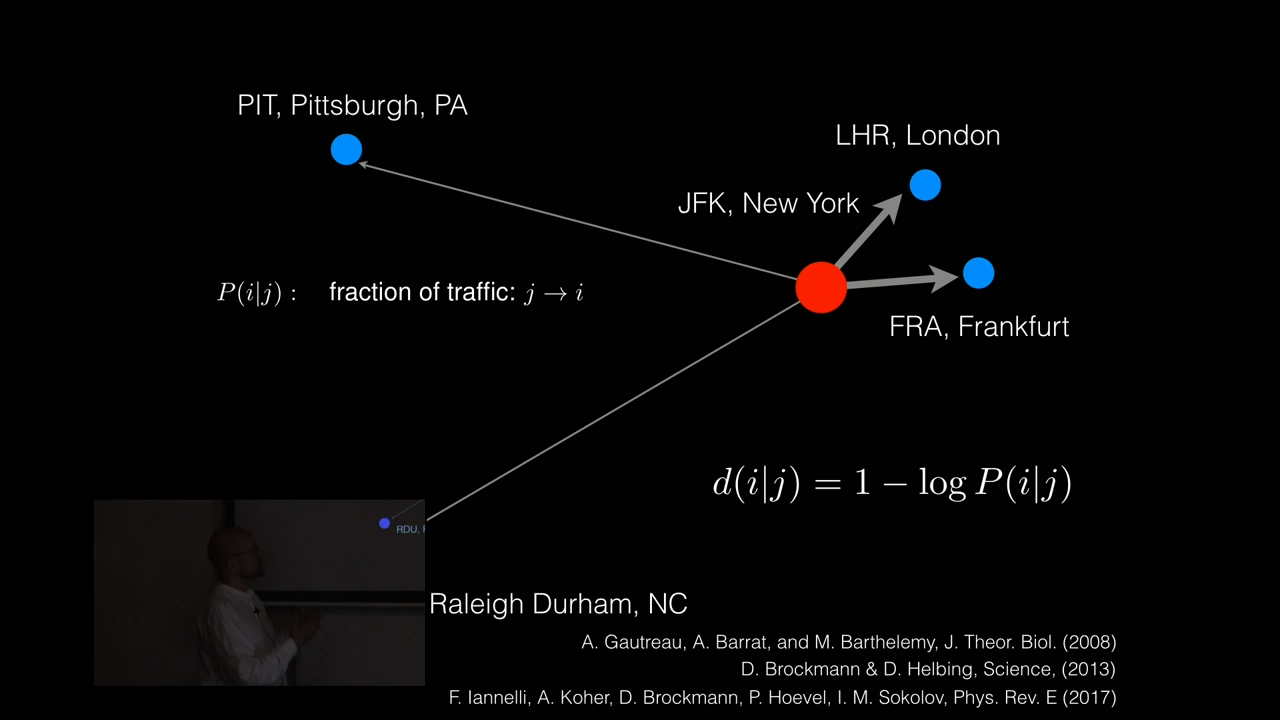 PIT, Pittsburgh, PA
LHR, London
JFK, New York
P(i|j) : fraction of traffic: j → i
FRA, Frankfurt
d(i|j) = 1 − log P(i|j)
RDU,
Raleigh Durham, NC
A. Gautreau, A. Barrat, and M. Barthelemy, J. Theor. Biol. (2008)
D. Brockmann & D. Helbing, Science, (2013)
F. Iannelli, A. Koher, D. Brockmann, P. Hoevel, I. M. Sokolov, Phys. Rev. E (2017)